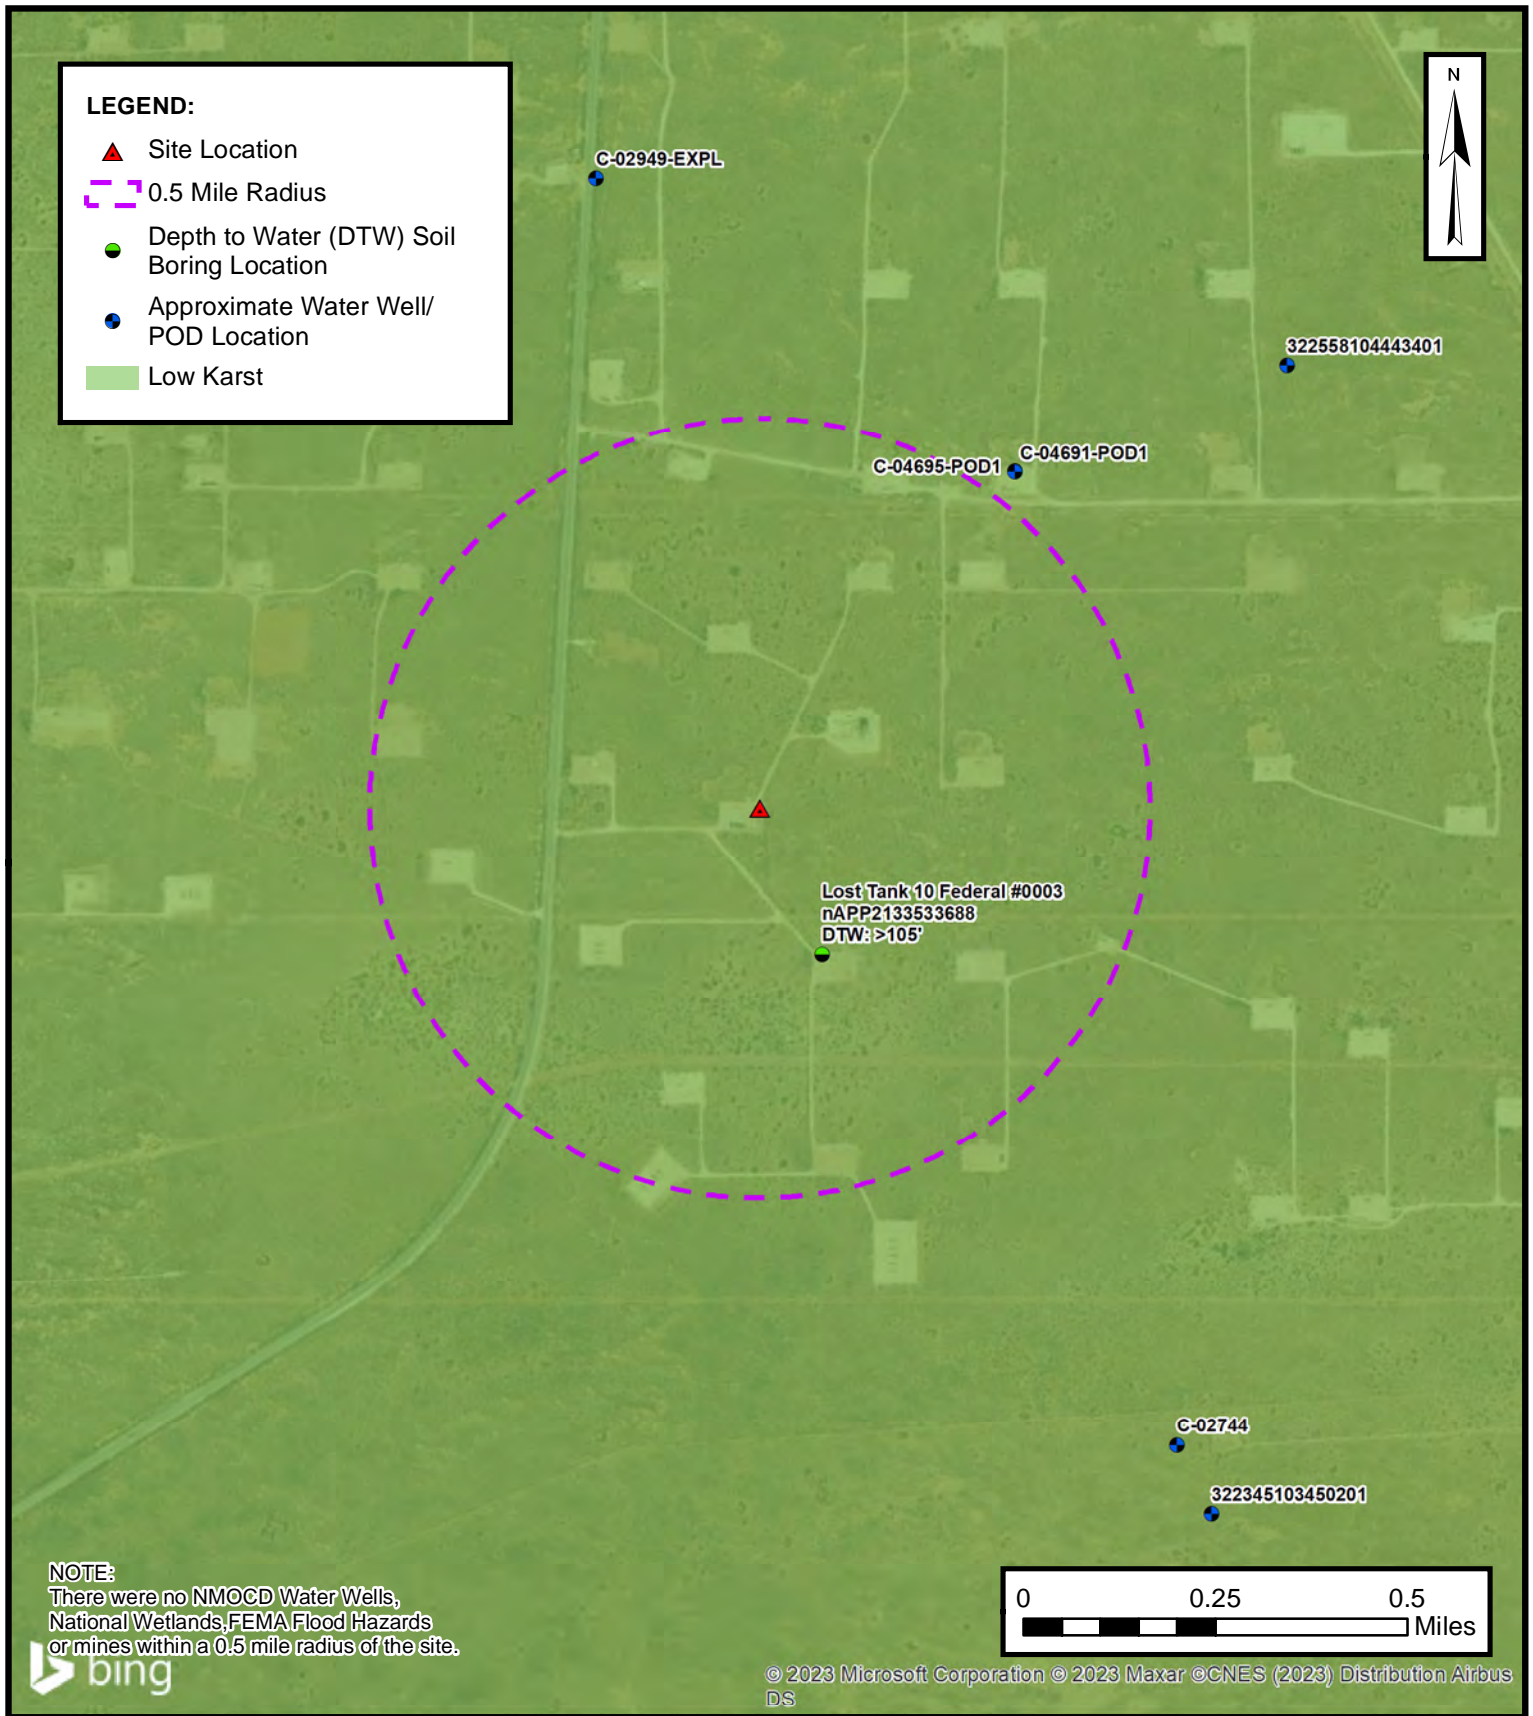 LEGEND:
Site Location
0.5 Mile Radius
Depth to Water (DTW) Soil
Boring Location
Approximate Water Well/
POD Location
Low Karst
N
C-02949-EXPL
322558104443401
C-04691-POD1
C-04695-POD1
Lost Tank 10 Federal #0003
nAPP2133533688
DTW: >105'
C-02744
322345103450201
NOTE:
There were no NMOCD Water Wells,
National Wetlands,FEMA Flood Hazards
or mines within a 0.5 mile radius of the site.
bing
0 0.25 0.5
Miles
© 2023 Microsoft Corporation © 2023 Maxar ©CNES (2023) Distribution Airbus
DS